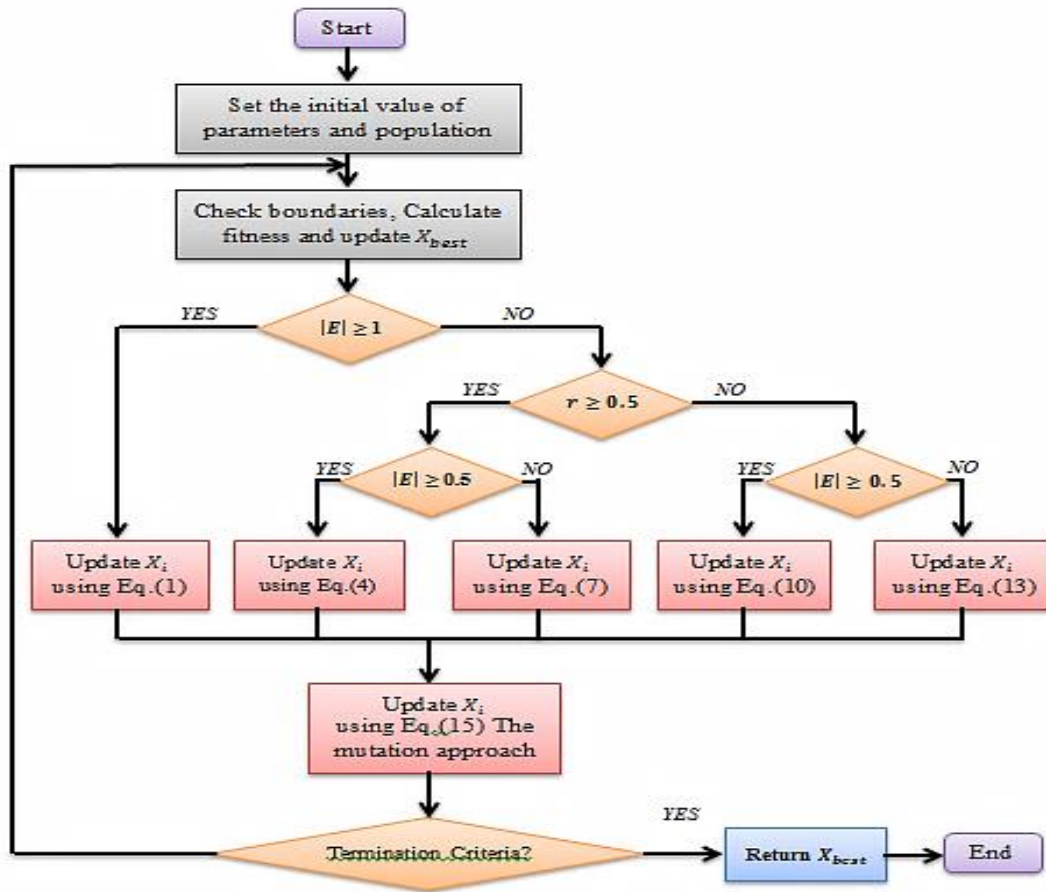 Start
Set the initial value of
parameters and population
Check boundaries, Calculate
fitness and update X_best
YES
|E| ≥ 1
NO
YES
r ≥ 0.5
NO
YES
|E| ≥ 0.5
NO
YES
|E| ≥ 0.5
NO
Update X_i
using Eq.(1)
Update X_i
using Eq.(4)
Update X_i
using Eq.(7)
Update X_i
using Eq.(10)
Update X_i
using Eq.(13)
Update X_i
using Eq.(15) The
mutation approach
Termination Criteria?
YES
Return X_best
End